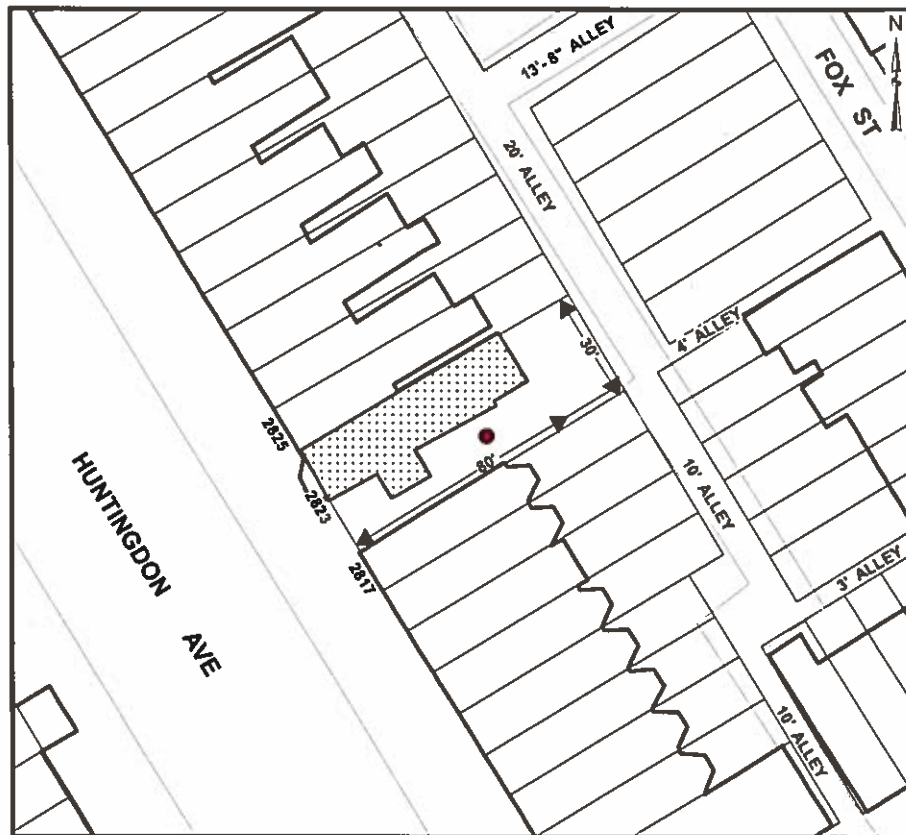 N
13'-8" ALLEY
FOX ST
20' ALLEY
4' ALLEY
30'
2825
80'
2823
10' ALLEY
HUNTINGDON
AVE
2817
3' ALLEY
10' ALLEY